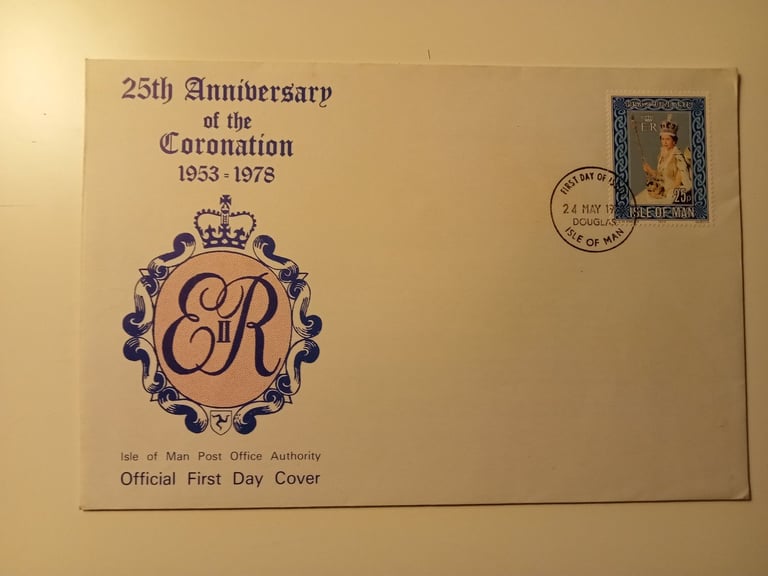 25th Anniversary
of the
Coronation
1953 = 1978
EIIR
Isle of Man Post Office Authority
Official First Day Cover
FIRST DAY OF
24 MAY
DOUGLAS
ISLE OF MAN
ER
25p
ISLE OF MAN